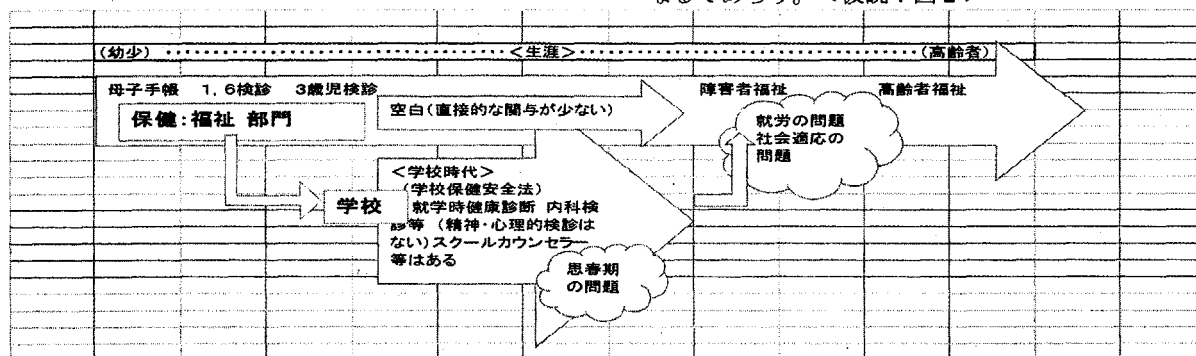 (幼少)・・・・・・・・・・・・・・・・・・・・・・・・・・・・・・・・・・・・<生涯>・・・・・・・・・・・・・・・・・・・・・・・・・・・・・・・・・・・・(高齢者)
母子手帳 1,6検診 3歳児検診
保健:福祉 部門
空白(直接的な関与が少ない)
障害者福祉
高齢者福祉
就労の問題
社会適応の
問題
<学校時代>
(学校保健安全法)
就学時健康診断 内科検
診等 (精神・心理的検診は
ない)スクールカウンセラー
等はある
学校
思春期
の問題